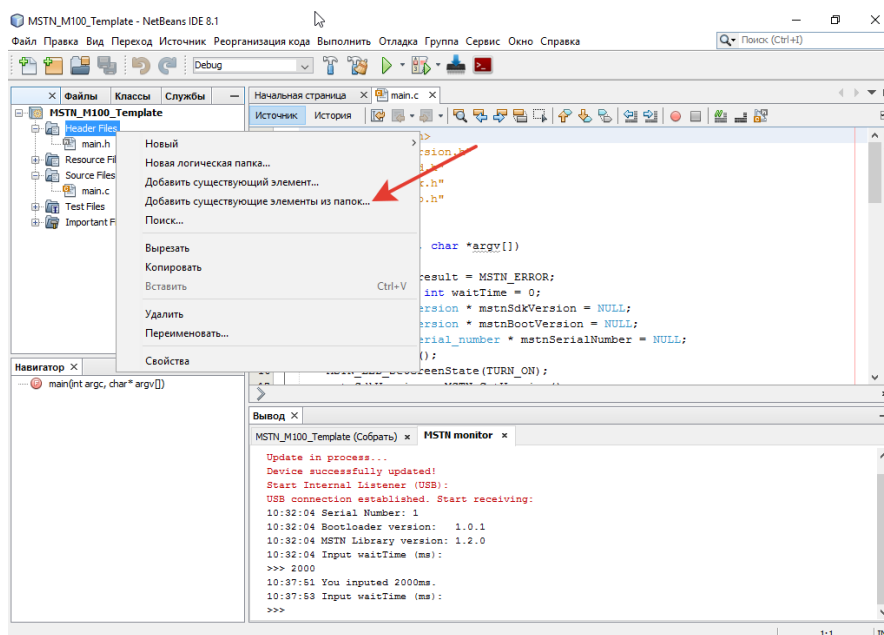 MSTN_M100_Template - NetBeans IDE 8.1
Файл Правка Вид Переход Источник Реорганизация кода Выполнить Отладка Группа Сервис Окно Справка
Поиск (Ctrl+I)
Debug
Файлы Классы Службы
Начальная страница main.c
MSTN_M100_Template
Источник История
Header Files
main.h
Resource Fil
Source Files
main.c
Test Files
Important F
Новый
Новая логическая папка...
Добавить существующий элемент...
Добавить существующие элементы из папок...
Поиск...
Вырезать
Копировать
Вставить Ctrl+V
Удалить
Переименовать...
Свойства
char *argv[])
result = MSTN_ERROR;
int waitTime = 0;
ersion * mstnSdkVersion = NULL;
ersion * mstnBootVersion = NULL;
erial_number * mstnSerialNumber = NULL;
();
reenState(TURN_ON);
Навигатор
main(int argc, char* argv[])
Вывод
MSTN_M100_Template (Собрать) MSTN monitor
Update in process...
Device successfully updated!
Start Internal Listener (USB):
USB connection established. Start receiving:
10:32:04 Serial Number: 1
10:32:04 Bootloader version: 1.0.1
10:32:04 MSTN Library version: 1.2.0
10:32:04 Input waitTime (ms):
>>> 2000
10:37:51 You inputed 2000ms.
10:37:53 Input waitTime (ms):
>>>
1:1